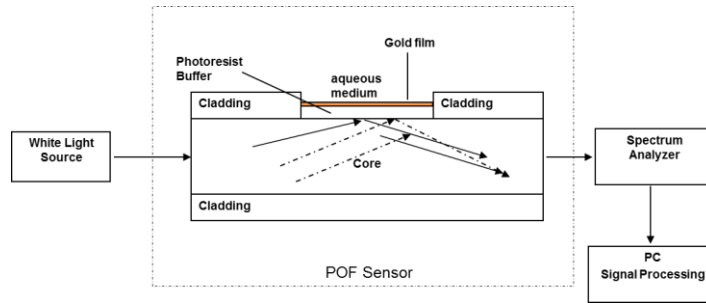 Gold film
Photoresist
Buffer
aqueous
medium
Cladding
Cladding
White Light
Source
Core
Spectrum
Analyzer
Cladding
PC
Signal Processing
POF Sensor